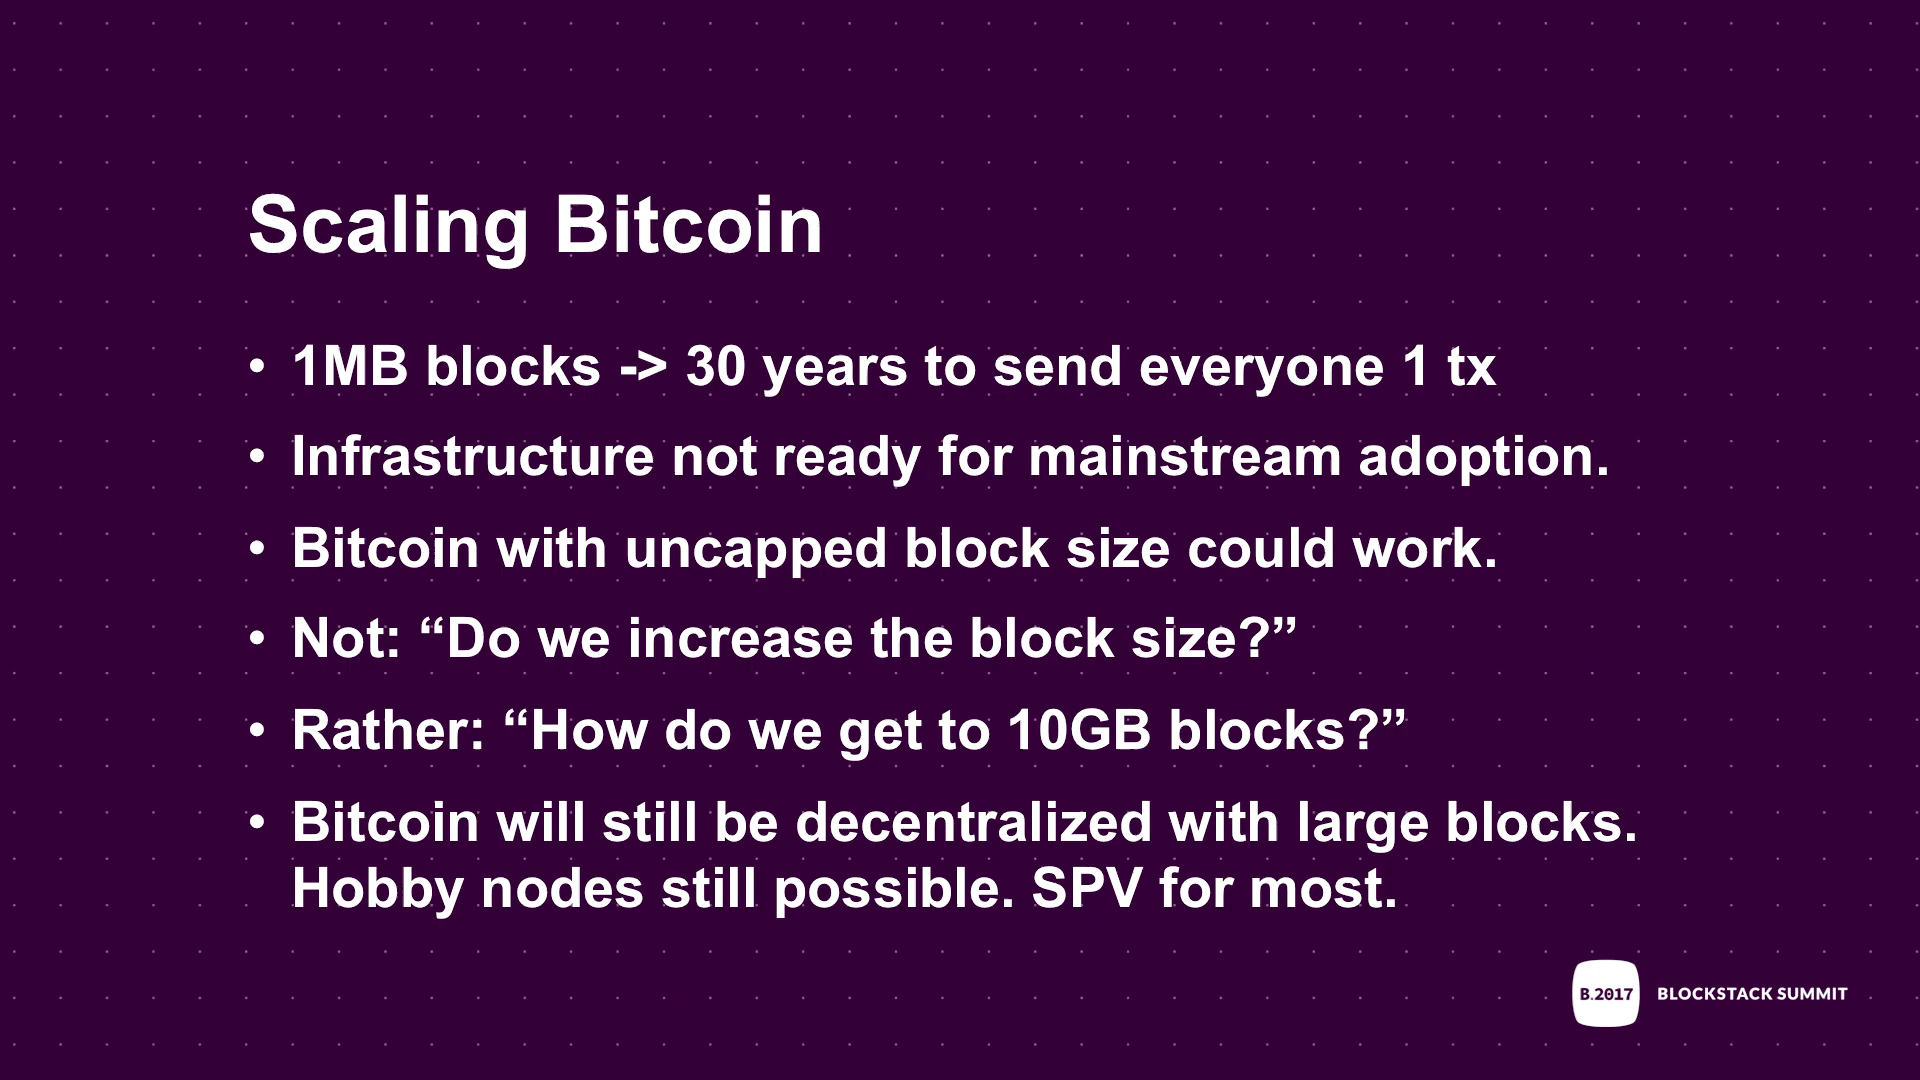 Scaling Bitcoin
• 1MB blocks -> 30 years to send everyone 1 tx
• Infrastructure not ready for mainstream adoption.
• Bitcoin with uncapped block size could work.
• Not: “Do we increase the block size?”
• Rather: “How do we get to 10GB blocks?”
• Bitcoin will still be decentralized with large blocks.
Hobby nodes still possible. SPV for most.
B.2017 BLOCKSTACK SUMMIT